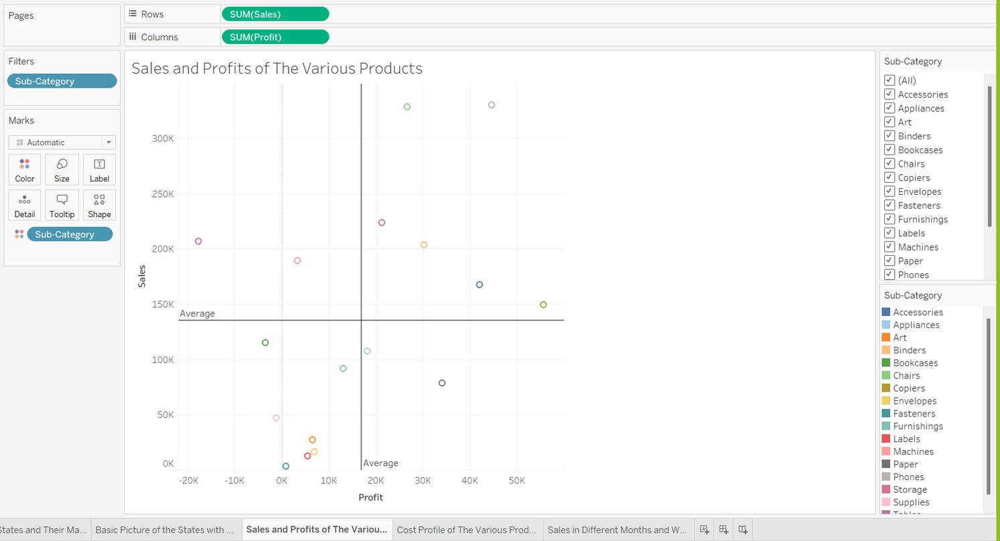 Pages
Rows
SUM(Sales)
Columns
SUM(Profit)
Filters
Sub-Category
Marks
Automatic
Color
Size
Label
Detail
Tooltip
Shape
Sub-Category
Sales and Profits of The Various Products
300K
250K
200K
150K
100K
50K
0K
Sales
Average
Average
-20K
-10K
0K
10K
20K
30K
40K
50K
Profit
Sub-Category
(All)
Accessories
Appliances
Art
Binders
Bookcases
Chairs
Copiers
Envelopes
Fasteners
Furnishings
Labels
Machines
Paper
Phones
Sub-Category
Accessories
Appliances
Art
Binders
Bookcases
Chairs
Copiers
Envelopes
Fasteners
Furnishings
Labels
Machines
Paper
Phones
Storage
Supplies
Tables
States and Their Ma...
Basic Picture of the States with ...
Sales and Profits of The Variou...
Cost Profile of The Various Prod...
Sales in Different Months and W...